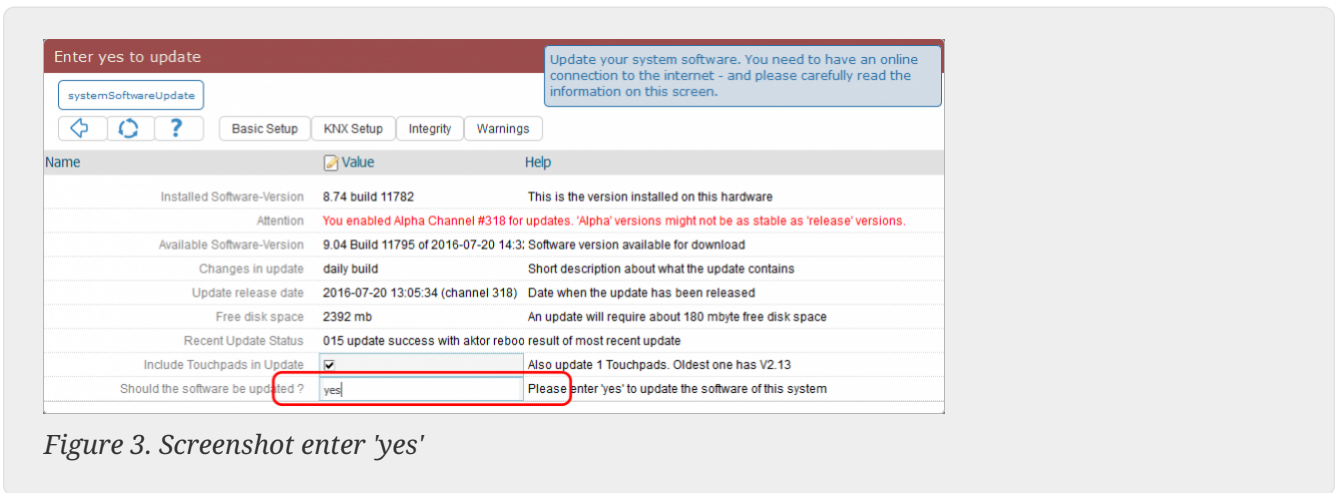 Enter yes to update
Update your system software. You need to have an online
connection to the internet - and please carefully read the
information on this screen.
systemSoftwareUpdate
? Basic Setup KNX Setup Integrity Warnings
Name Value Help
Installed Software-Version 8.74 build 11782 This is the version installed on this hardware
Attention You enabled Alpha Channel #318 for updates. 'Alpha' versions might not be as stable as 'release' versions.
Available Software-Version 9.04 Build 11795 of 2016-07-20 14:3 Software version available for download
Changes in update daily build Short description about what the update contains
Update release date 2016-07-20 13:05:34 (channel 318) Date when the update has been released
Free disk space 2392 mb An update will require about 180 mbyte free disk space
Recent Update Status 015 update success with aktor reboo result of most recent update
Include Touchpads in Update Also update 1 Touchpads. Oldest one has V2.13
Should the software be updated ? yes Please enter 'yes' to update the software of this system
Figure 3. Screenshot enter 'yes'